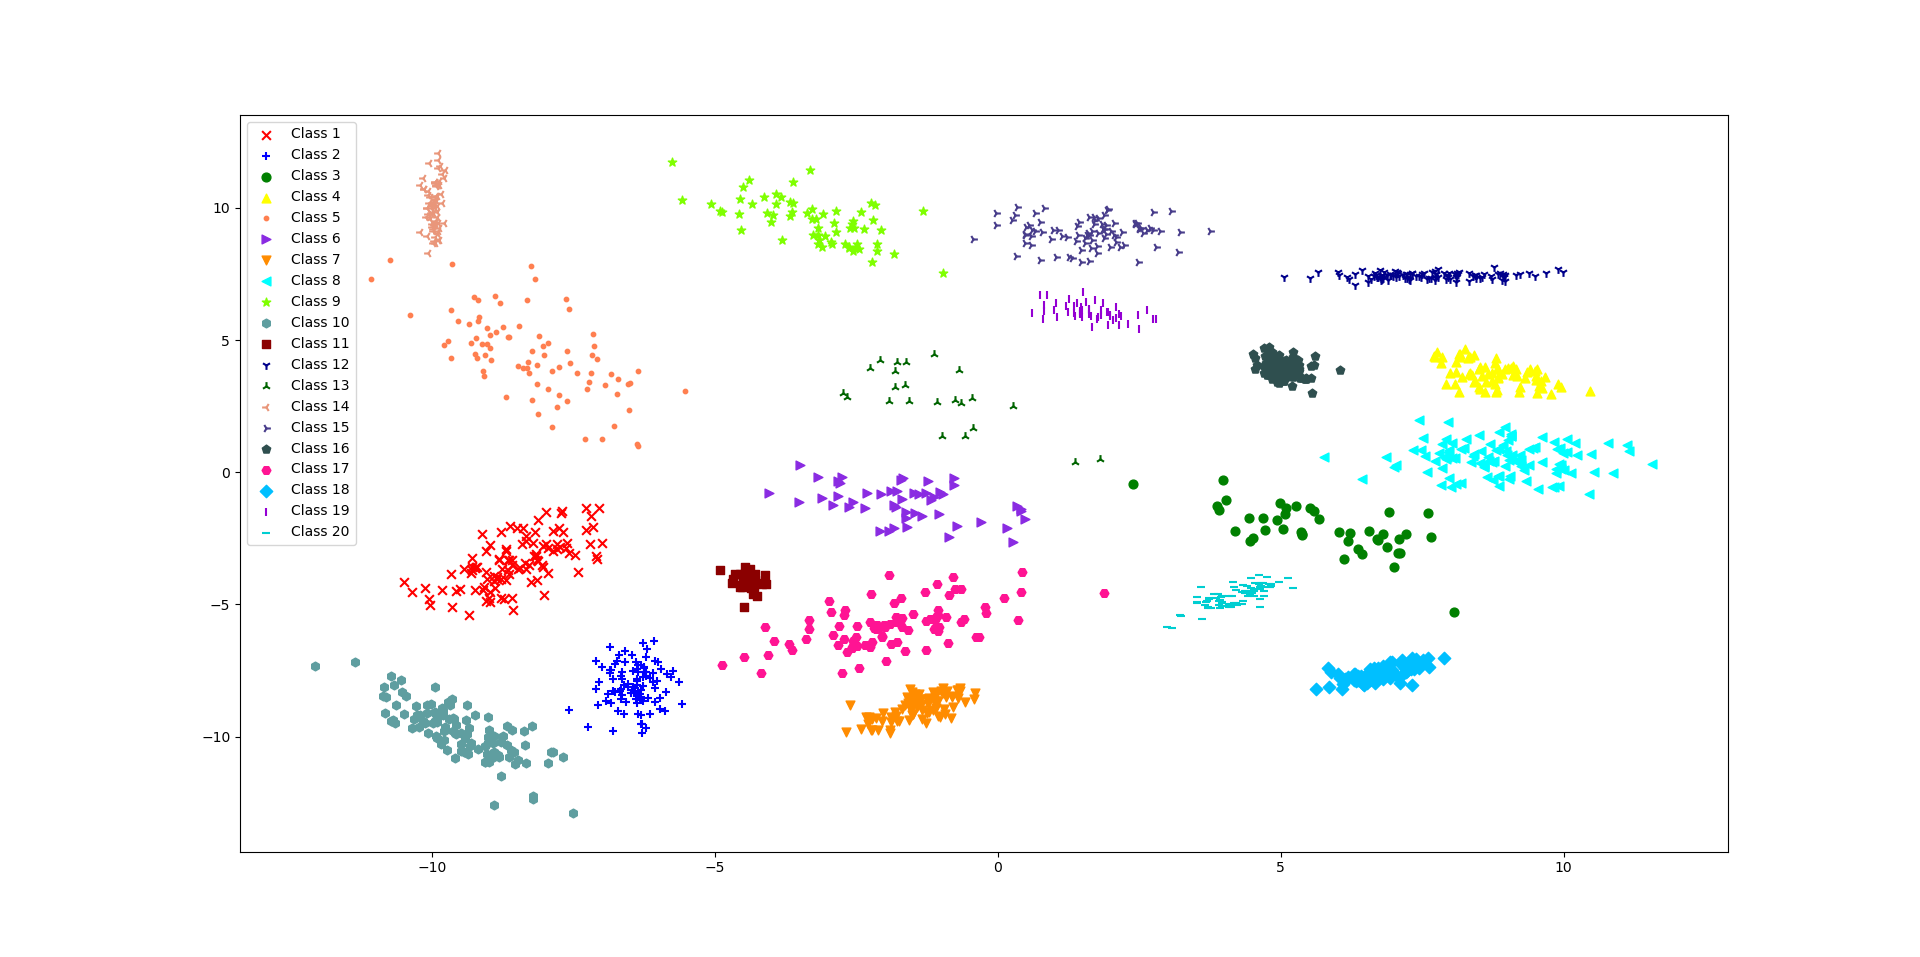 Class 1
Class 2
Class 3
Class 4
Class 5
Class 6
Class 7
Class 8
Class 9
Class 10
Class 11
Class 12
Class 13
Class 14
Class 15
Class 16
Class 17
Class 18
Class 19
Class 20
10
5
0
−5
−10
−10
−5
0
5
10